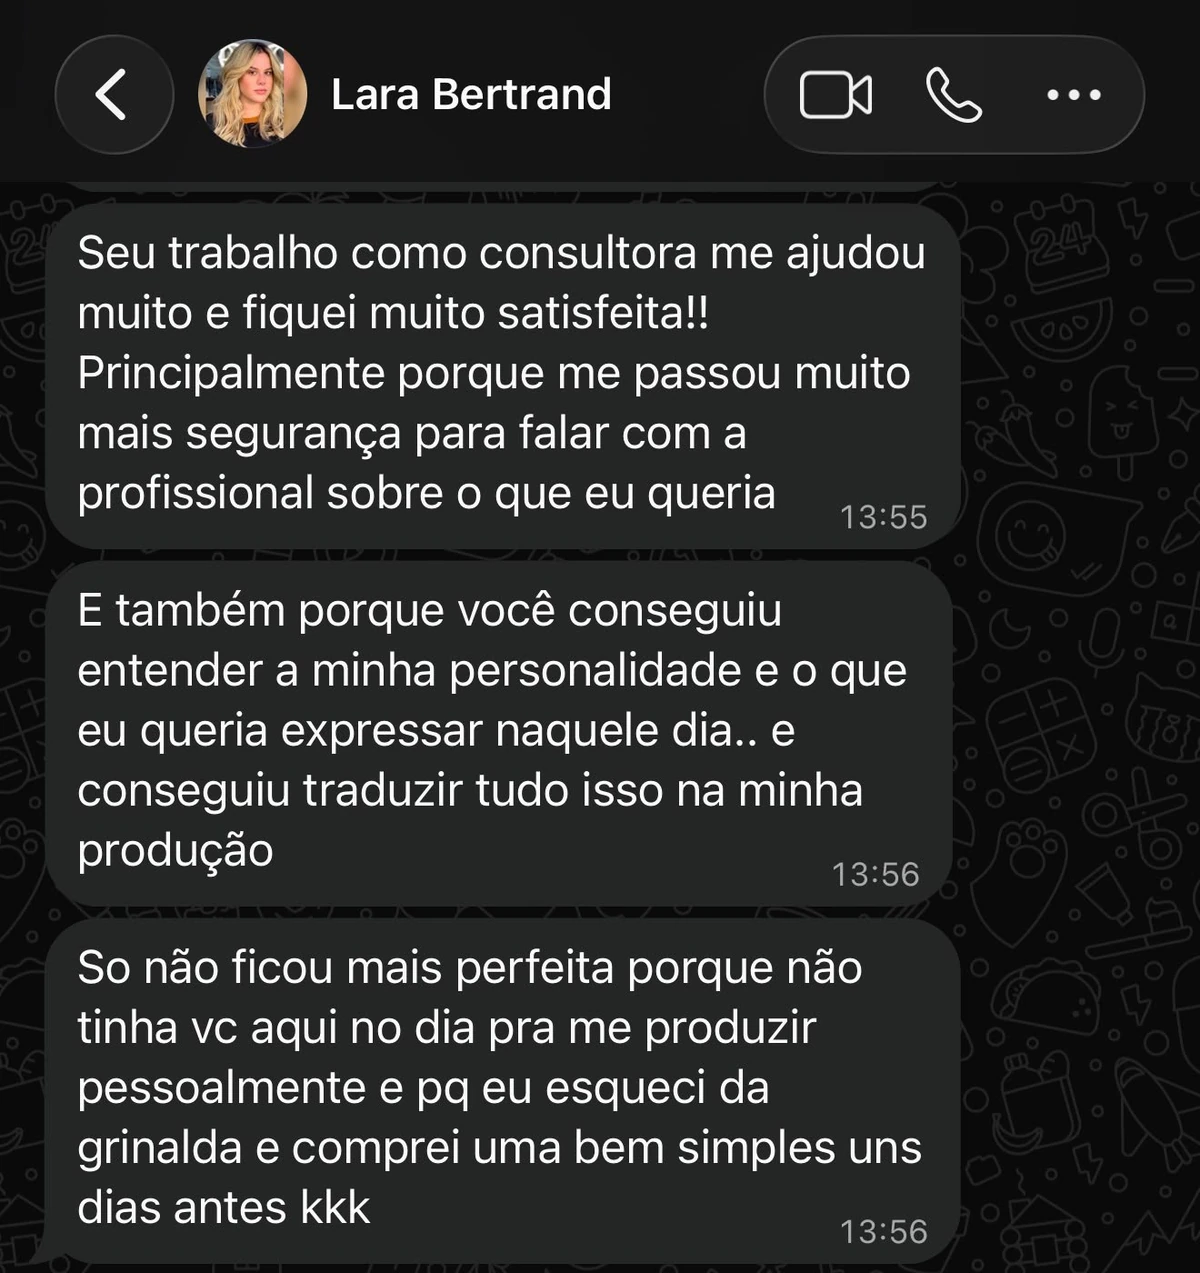 Lara Bertrand
Seu trabalho como consultora me ajudou
muito e fiquei muito satisfeita!!
Principalmente porque me passou muito
mais segurança para falar com a
profissional sobre o que eu queria
13:55
E também porque você conseguiu
entender a minha personalidade e o que
eu queria expressar naquele dia.. e
conseguiu traduzir tudo isso na minha
produção
13:56
So não ficou mais perfeita porque não
tinha vc aqui no dia pra me produzir
pessoalmente e pq eu esqueci da
grinalda e comprei uma bem simples uns
dias antes kkk
13:56